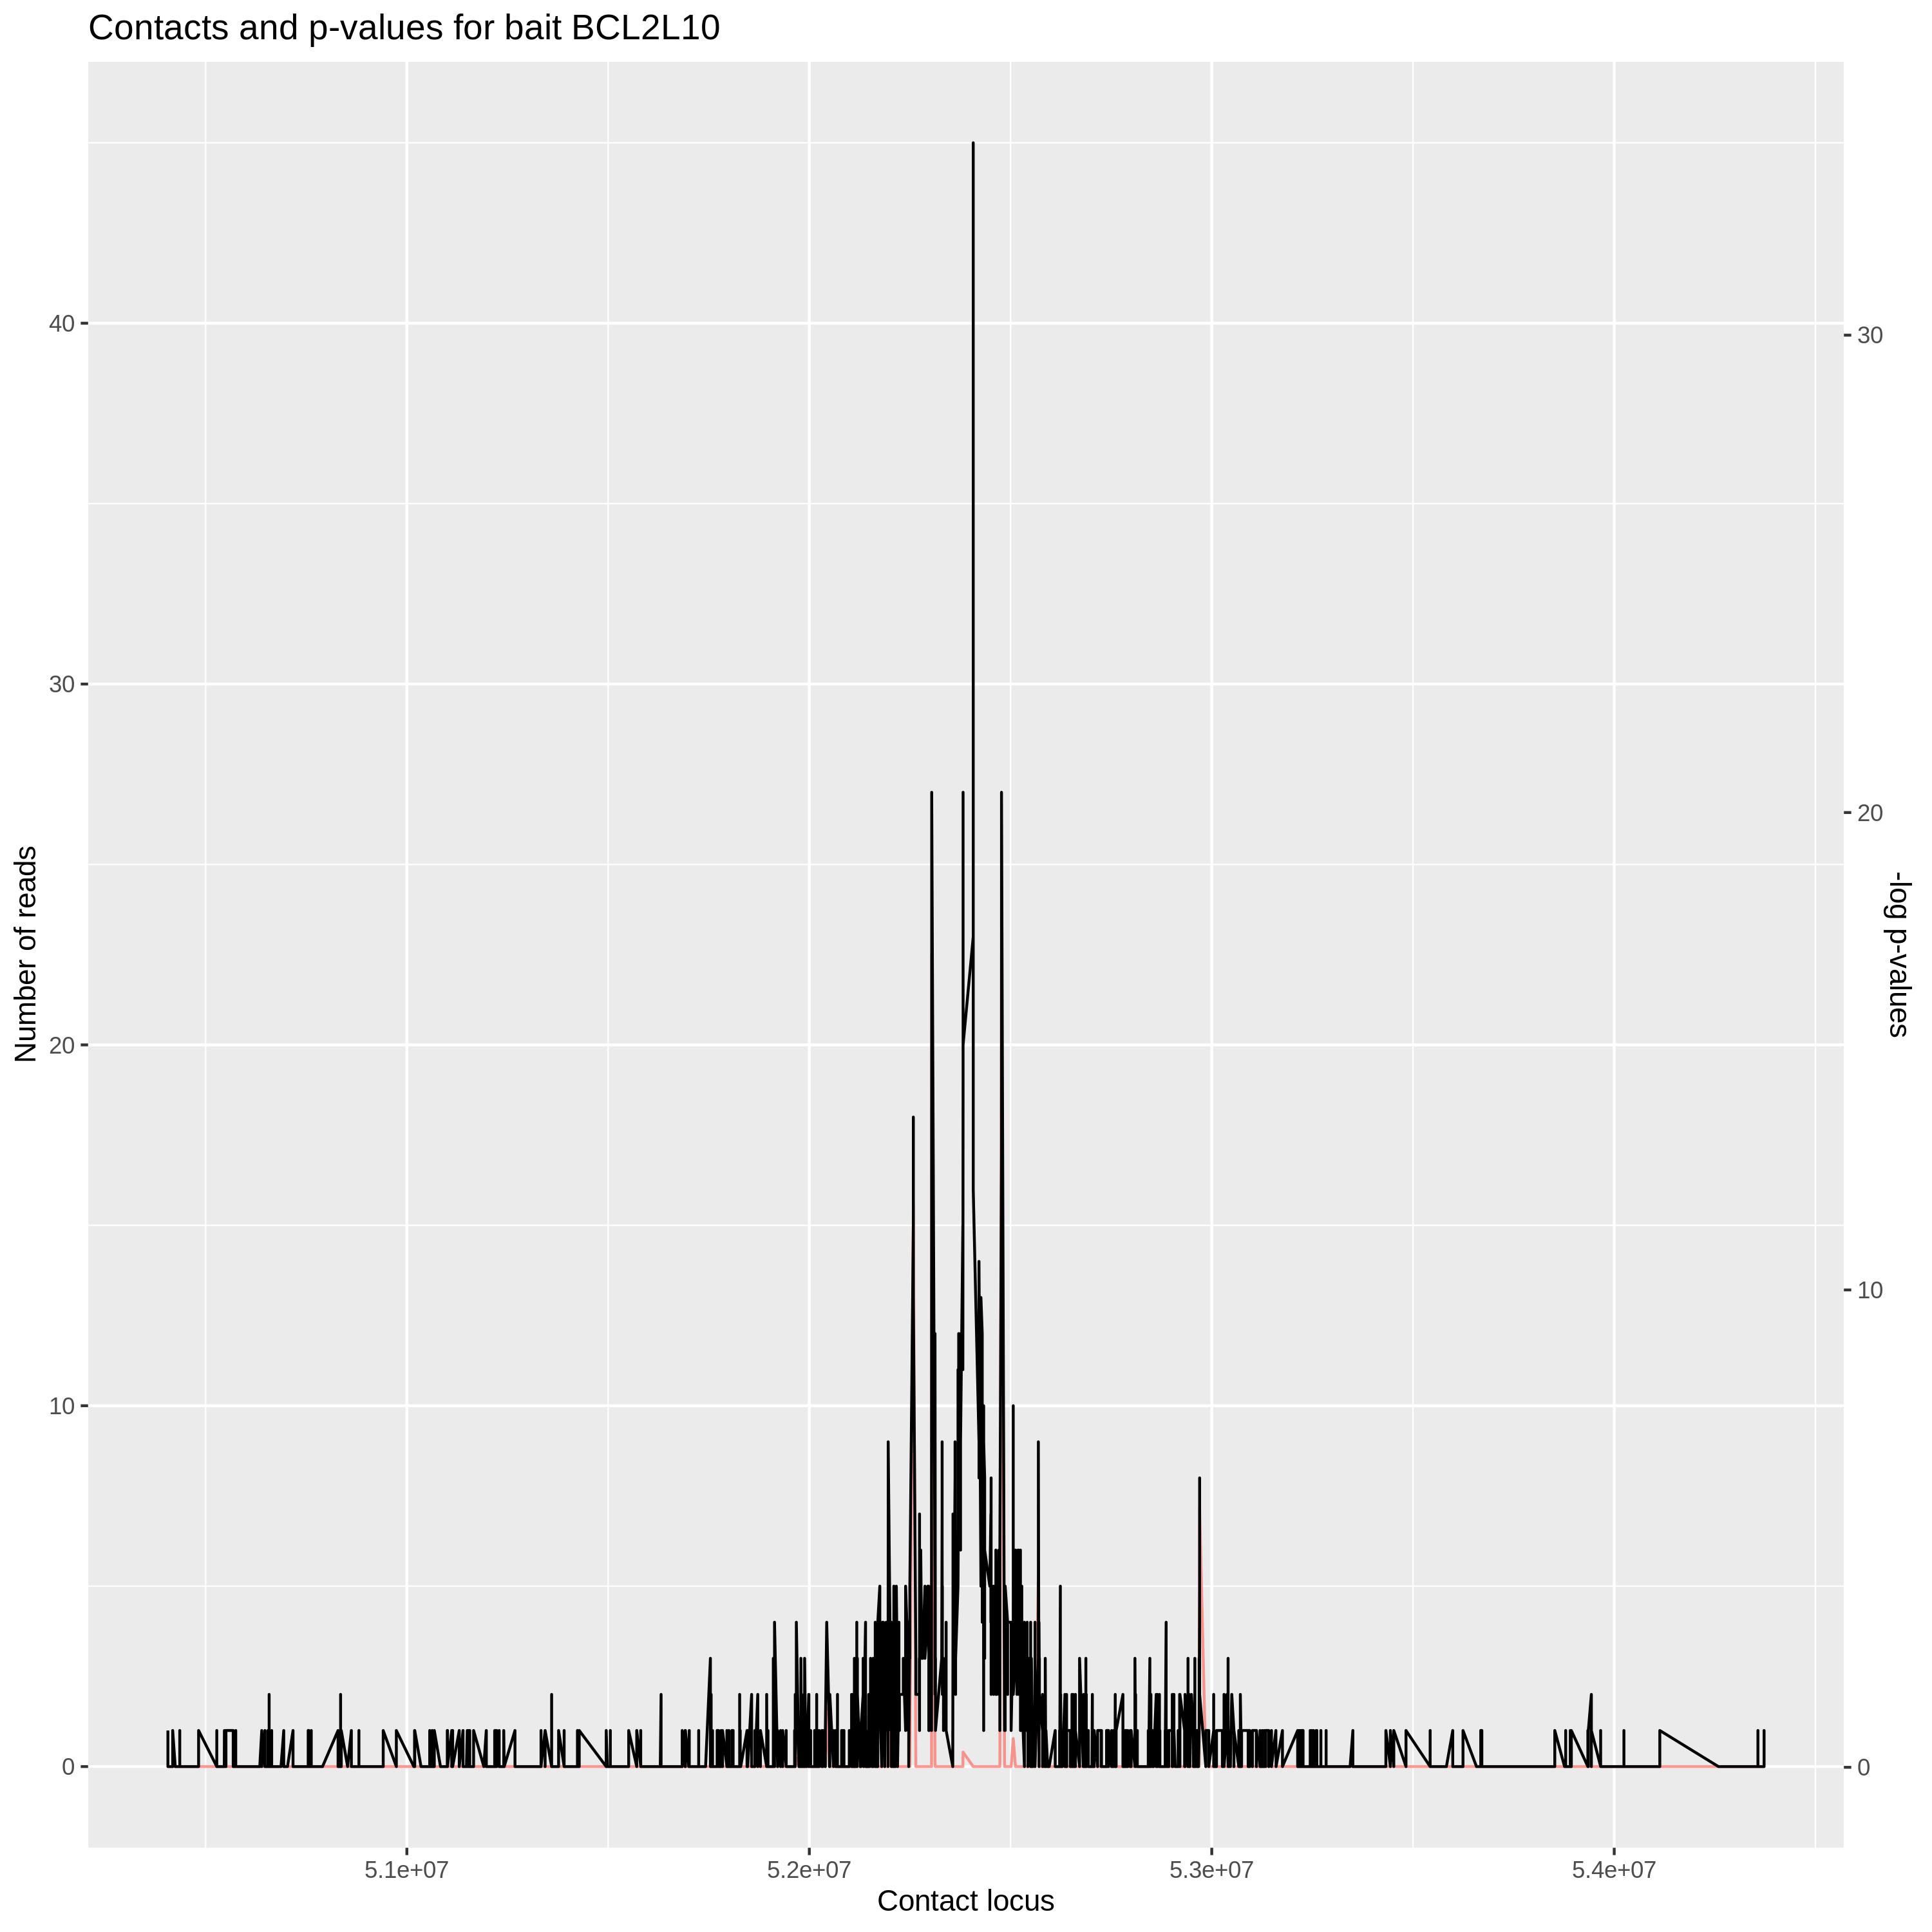 Contacts and p-values for bait BCL2L10
40
30
20
10
0
Number of reads
30
20
10
0
-log p-values
5.1e+07 5.2e+07 5.3e+07 5.4e+07
Contact locus